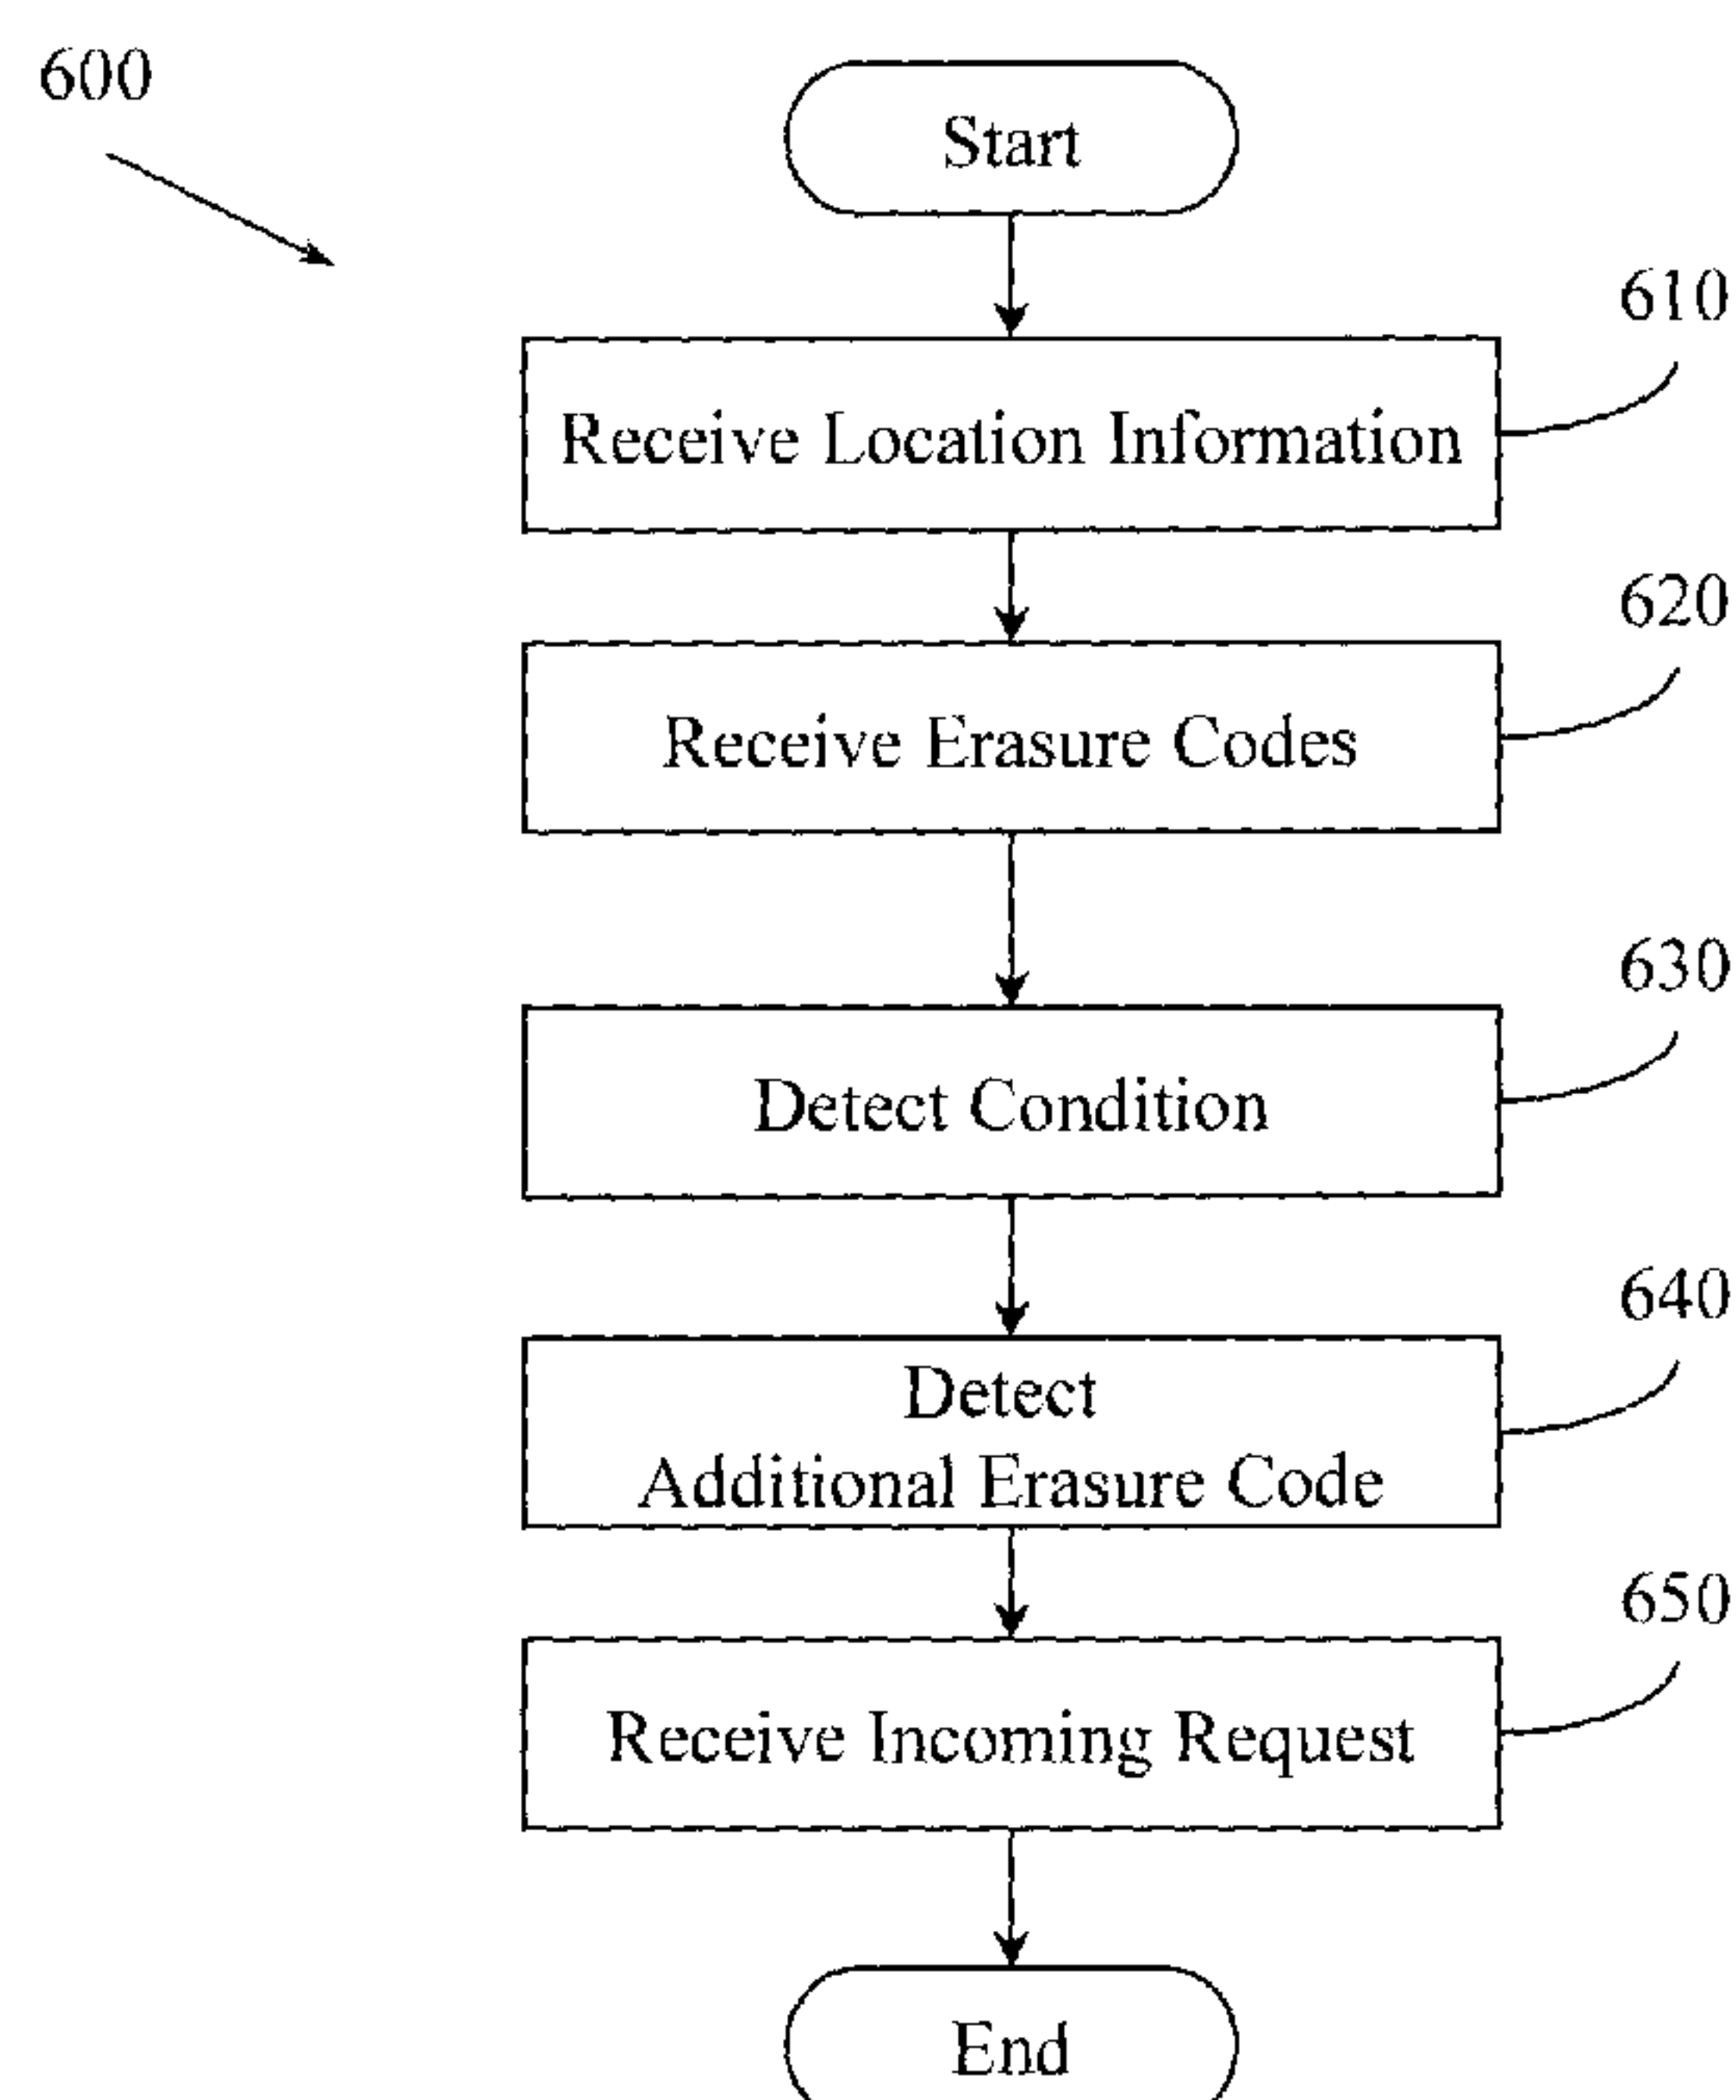 600
Start
610
Receive Location Information
620
Receive Erasure Codes
630
Detect Condition
640
Detect
Additional Erasure Code
650
Receive Incoming Request
End